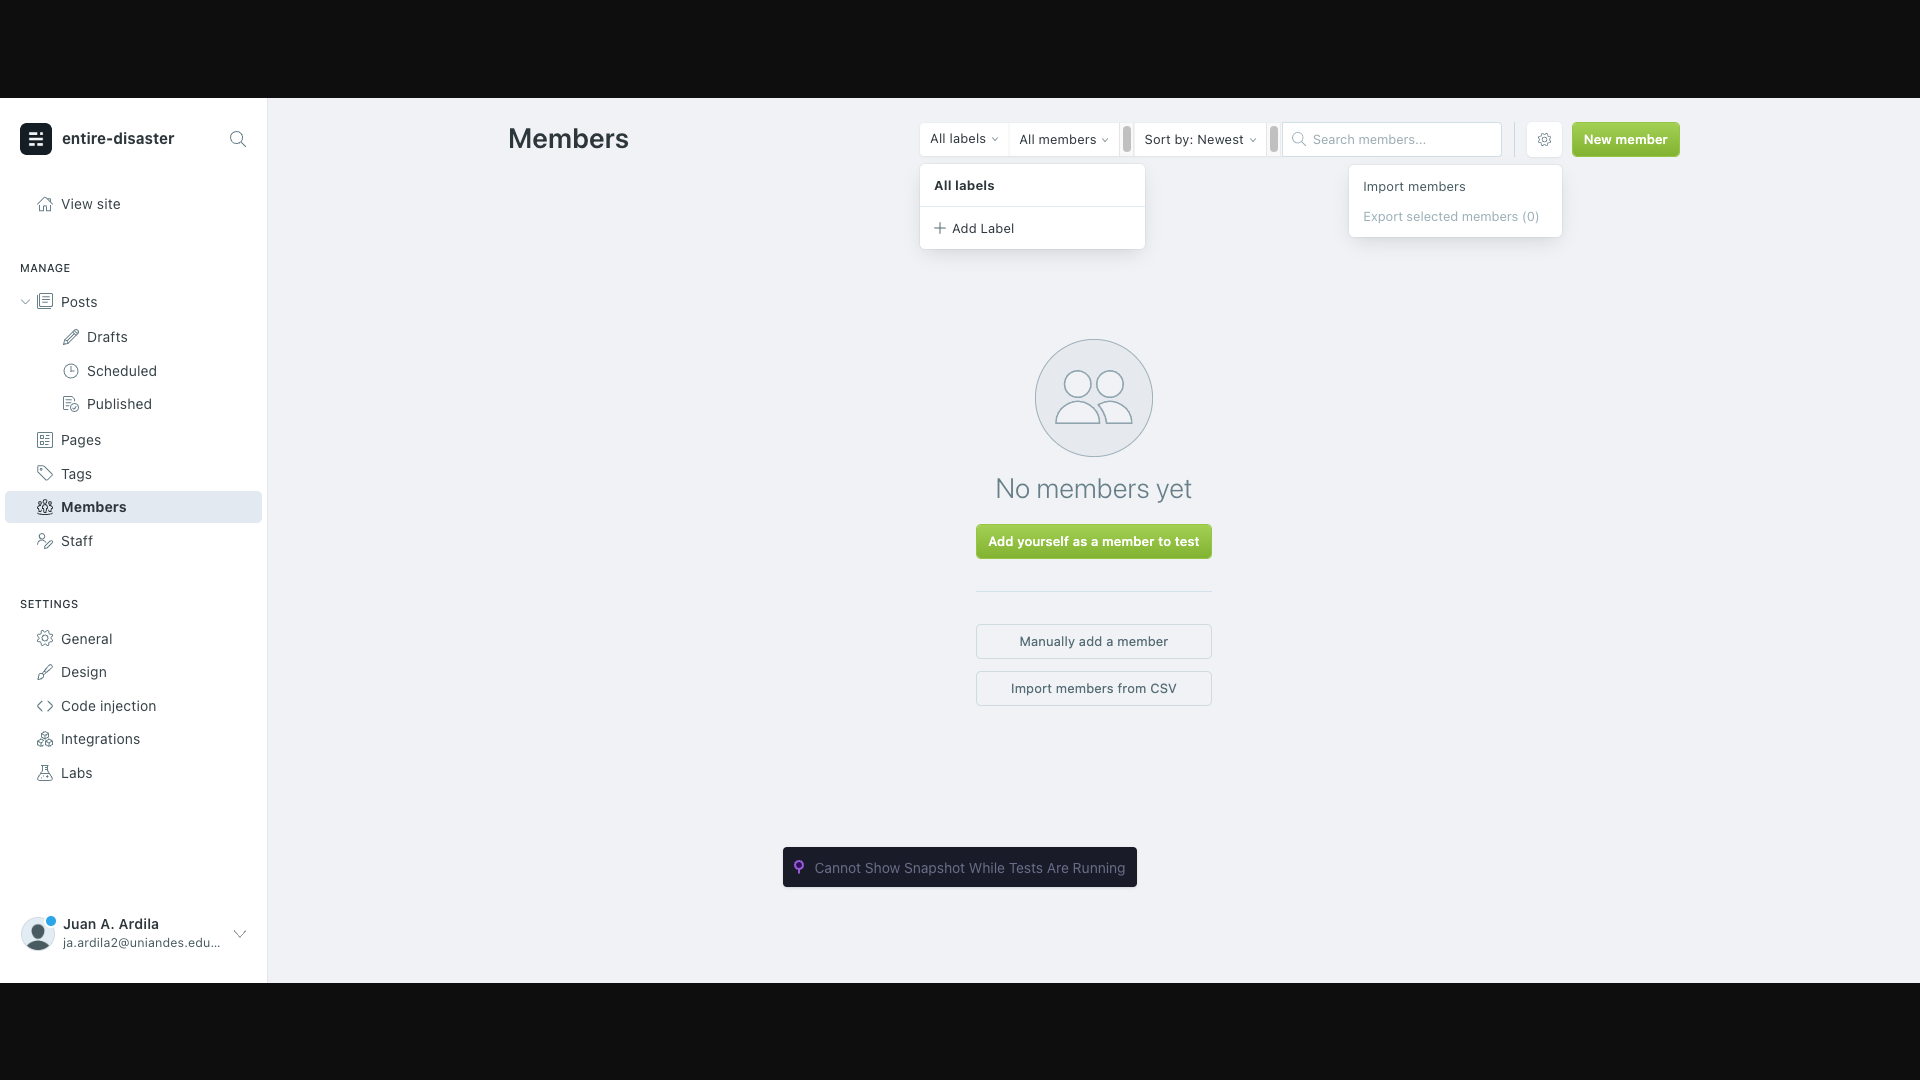 entire-disaster
View site
MANAGE
Posts
Drafts
Scheduled
Published
Pages
Tags
Members
Staff
SETTINGS
General
Design
Code injection
Integrations
Labs
Juan A. Ardila
ja.ardila2@uniandes.edu...
Members
All labels
All members
Sort by: Newest
Search members...
New member
All labels
Add Label
Import members
Export selected members (0)
No members yet
Add yourself as a member to test
Manually add a member
Import members from CSV
Cannot Show Snapshot While Tests Are Running